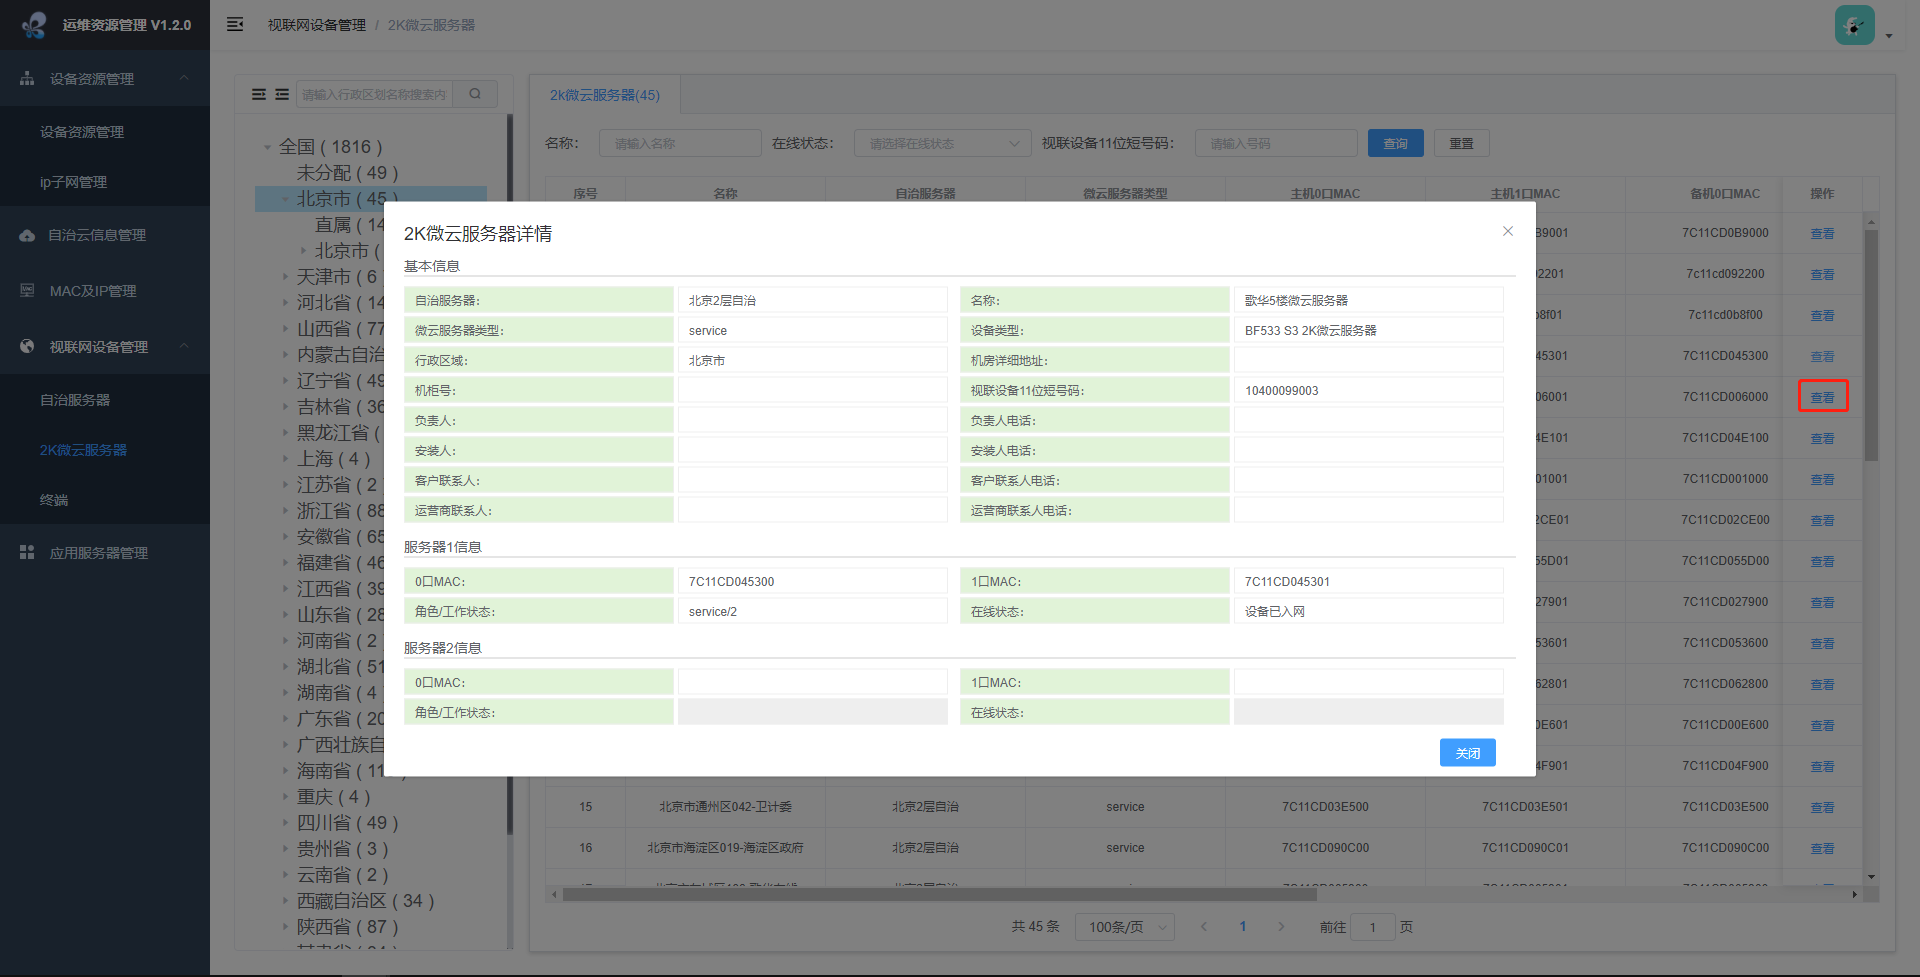 运维资源管理 V1.2.0
视联网设备管理 / 2K微云服务器
设备资源管理
设备资源管理
ip子网管理
自治云信息管理
MAC及IP管理
视联网设备管理
自治服务器
2K微云服务器
终端
应用服务器管理
请输入行政区划名称搜索内
全国 ( 1816 )
未分配 ( 49 )
北京市 ( 45 )
直属 ( 14
北京市 (
天津市 ( 6
河北省 ( 14
山西省 ( 77
内蒙古自治
辽宁省 ( 49
吉林省 ( 36
黑龙江省 (
上海 ( 4 )
江苏省 ( 2
浙江省 ( 88
安徽省 ( 65
福建省 ( 46
江西省 ( 39
山东省 ( 28
河南省 ( 2
湖北省 ( 51
湖南省 ( 4
广东省 ( 20
广西壮族自
海南省 ( 11
重庆 ( 4 )
四川省 ( 49 )
贵州省 ( 3 )
云南省 ( 2 )
西藏自治区 ( 34 )
陕西省 ( 87 )
2k微云服务器(45)
名称: 请输入名称 在线状态: 请选择在线状态 视联设备11位短号码: 请输入号码 查询 重置
序号 名称 自治服务器 微云服务器类型 主机0口MAC 主机1口MAC 备机0口MAC 操作
B9001 7C11CD0B9000 查看
92201 7c11cd092200 查看
b8f01 7c11cd0b8f00 查看
45301 7C11CD045300 查看
06001 7C11CD006000 查看
4E101 7C11CD04E100 查看
01001 7C11CD001000 查看
2CE01 7C11CD02CE00 查看
55D01 7C11CD055D00 查看
27901 7C11CD027900 查看
53601 7C11CD053600 查看
62801 7C11CD062800 查看
0E601 7C11CD00E600 查看
4F901 7C11CD04F900 查看
15 北京市通州区042-卫计委 北京2层自治 service 7C11CD03E500 7C11CD03E501 7C11CD03E500 查看
16 北京市海淀区019-海淀区政府 北京2层自治 service 7C11CD090C00 7C11CD090C01 7C11CD090C00 查看
共 45 条 100条/页 1 前往 1 页
2K微云服务器详情
基本信息
自治服务器: 北京2层自治 名称: 歌华5楼微云服务器
微云服务器类型: service 设备类型: BF533 S3 2K微云服务器
行政区域: 北京市 机房详细地址:
机柜号: 视联设备11位短号码: 10400099003
负责人: 负责人电话:
安装人: 安装人电话:
客户联系人: 客户联系人电话:
运营商联系人: 运营商联系人电话:
服务器1信息
0口MAC: 7C11CD045300 1口MAC: 7C11CD045301
角色/工作状态: service/2 在线状态: 设备已入网
服务器2信息
0口MAC: 1口MAC:
角色/工作状态: 在线状态:
关闭